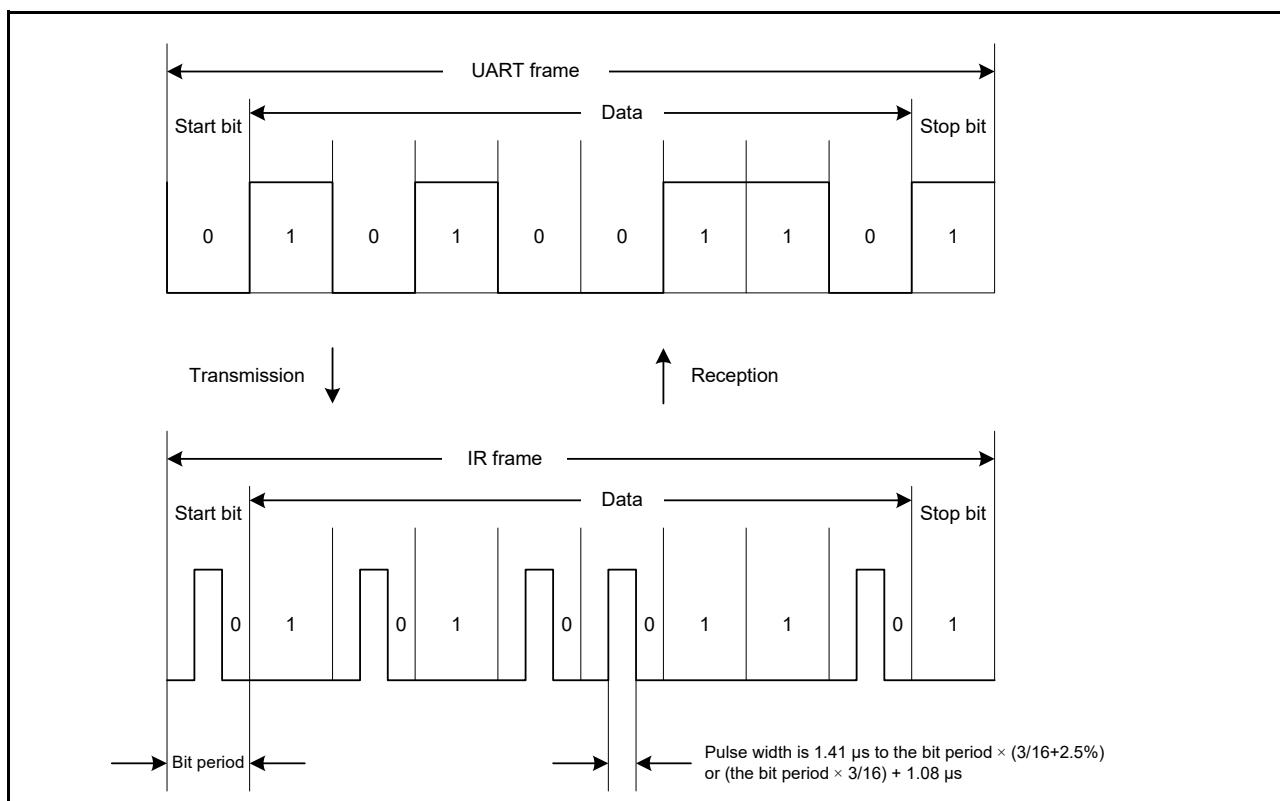 UART frame
Start bit
Data
Stop bit
0 1 0 1 0 0 1 1 0 1
Transmission
Reception
IR frame
Start bit
Data
Stop bit
0 1 0 1 0 0 1 1 0 1
Bit period
Pulse width is 1.41 µs to the bit period × (3/16+2.5%)
or (the bit period × 3/16) + 1.08 µs